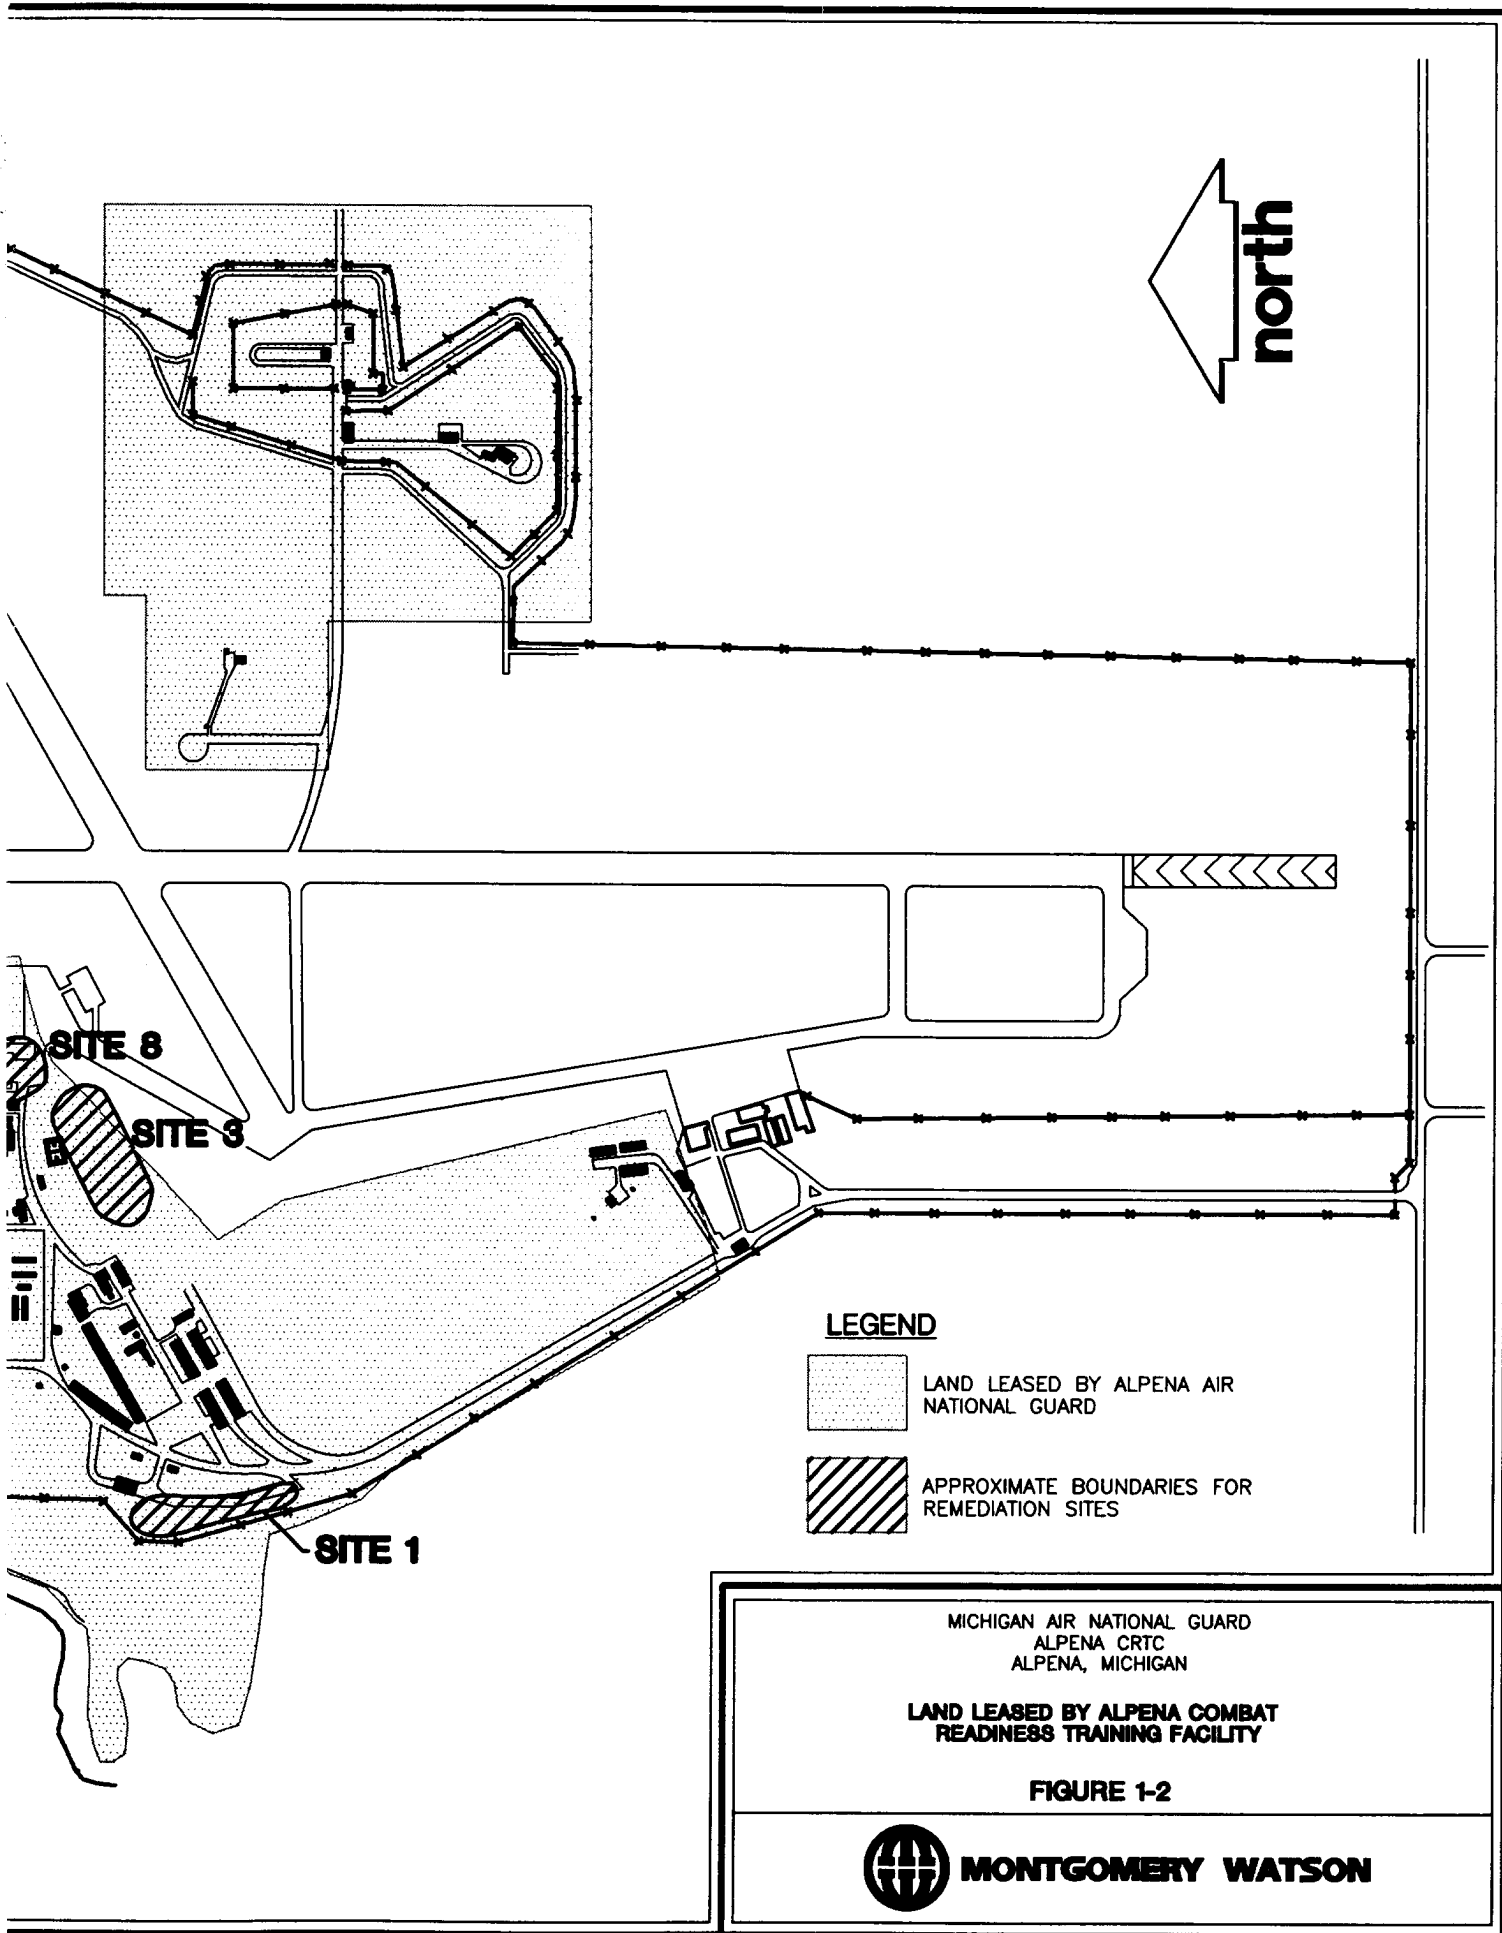 north
SITE 8
SITE 3
SITE 1
LEGEND
LAND LEASED BY ALPENA AIR
NATIONAL GUARD
APPROXIMATE BOUNDARIES FOR
REMEDIATION SITES
MICHIGAN AIR NATIONAL GUARD
ALPENA CRTC
ALPENA, MICHIGAN
LAND LEASED BY ALPENA COMBAT
READINESS TRAINING FACILITY
FIGURE 1-2
MONTGOMERY WATSON